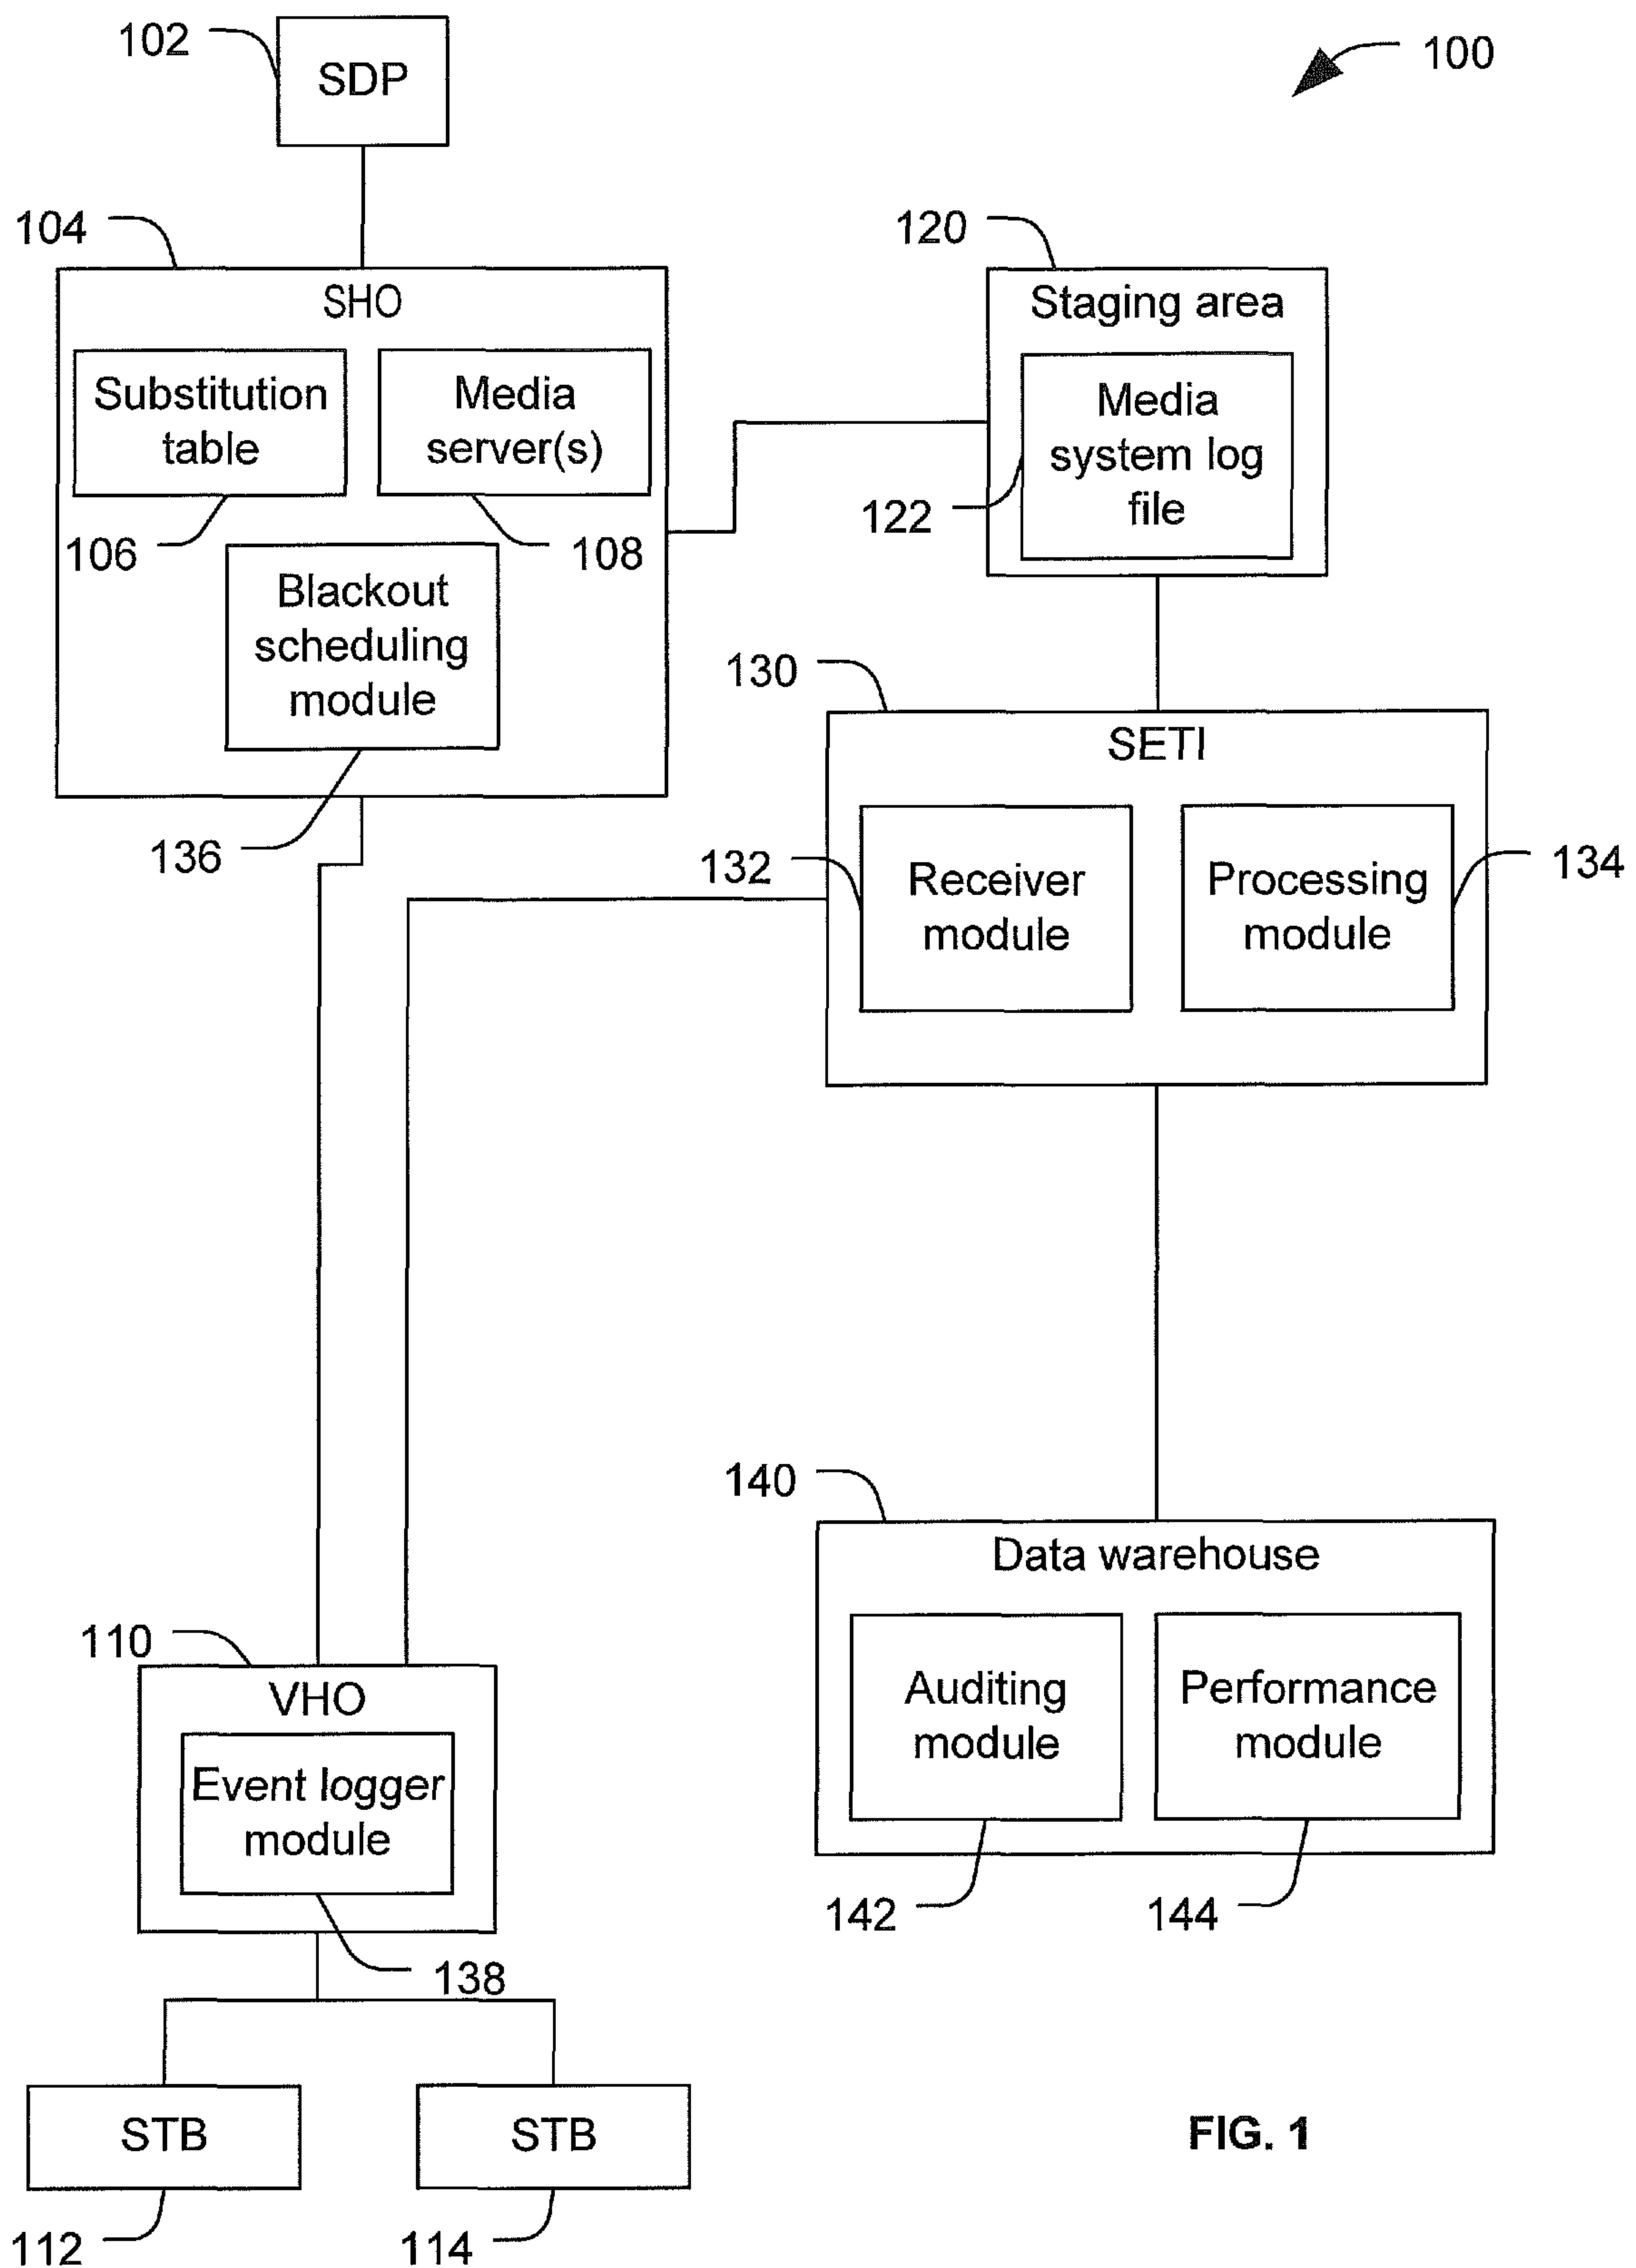 102
SDP
100
104
SHO
Substitution
table
Media
server(s)
106
108
Blackout
scheduling
module
136
120
Staging area
Media
system log
file
122
130
SETI
132
Receiver
module
Processing
module
134
140
Data warehouse
Auditing
module
Performance
module
142
144
110
VHO
Event logger
module
138
STB
STB
112
114
FIG. 1